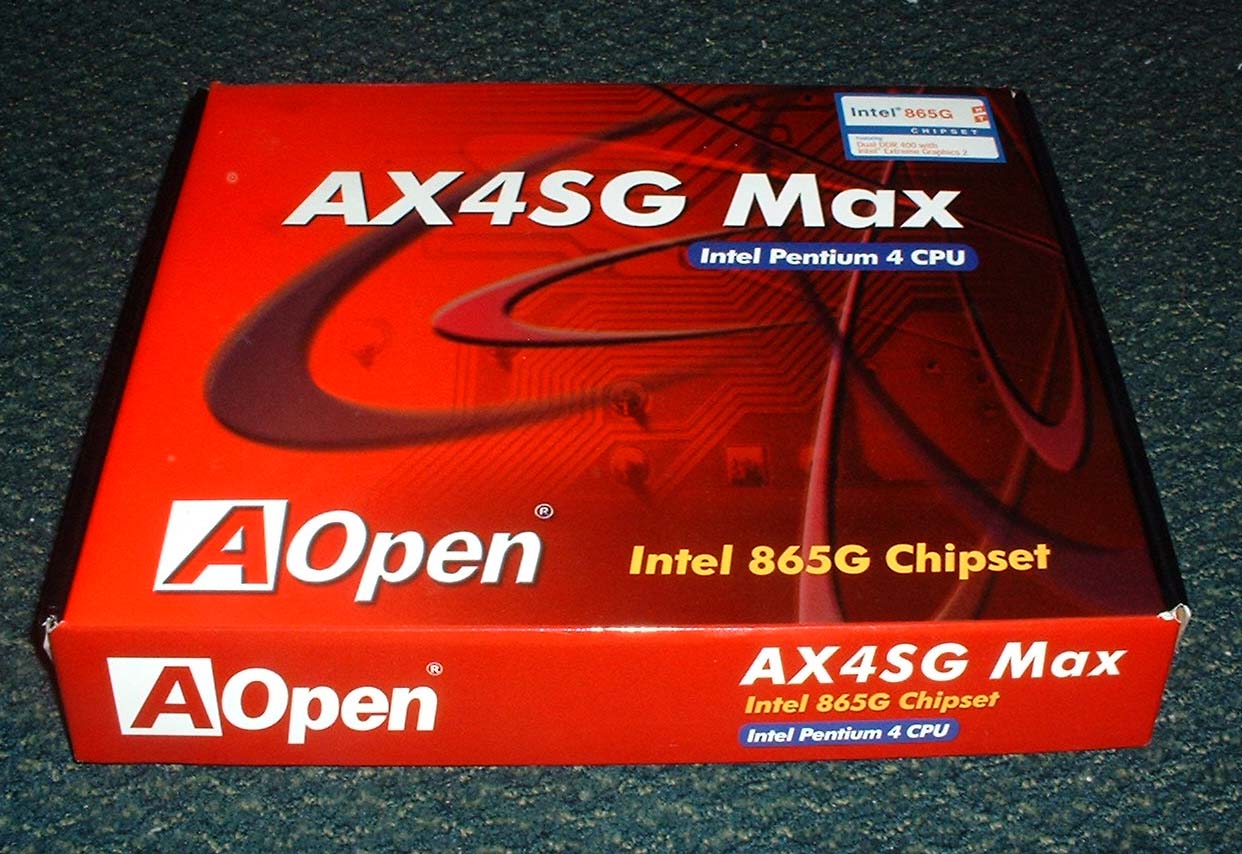 Intel® 865G
CHIPSET
Featuring
Dual DDR 400 with
Intel® Extreme Graphics 2
AX4SG Max
Intel Pentium 4 CPU
AOpen®
Intel 865G Chipset
AOpen®
AX4SG Max
Intel 865G Chipset
Intel Pentium 4 CPU